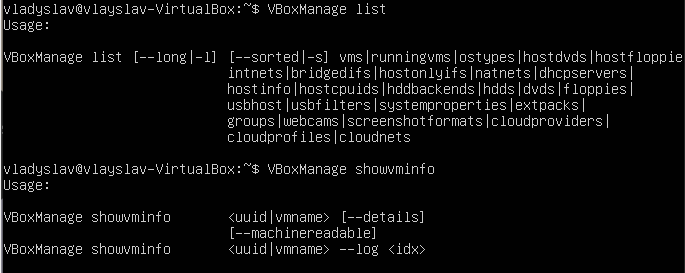 vladyslav@vlayslav-VirtualBox:~$ VBoxManage list
Usage:
VBoxManage list [--long|-l] [--sorted|-s] vms|runningvms|ostypes|hostdvds|hostfloppie
intnets|bridgedifs|hostonlyifs|natnets|dhcpservers|
hostinfo|hostcpuids|hddbackends|hdds|dvds|floppies|
usbhost|usbfilters|systemproperties|extpacks|
groups|webcams|screenshotformats|cloudproviders|
cloudprofiles|cloudnets
vladyslav@vlayslav-VirtualBox:~$ VBoxManage showvminfo
Usage:
VBoxManage showvminfo <uuid|vmname> [--details]
[--machinereadable]
VBoxManage showvminfo <uuid|vmname> --log <idx>